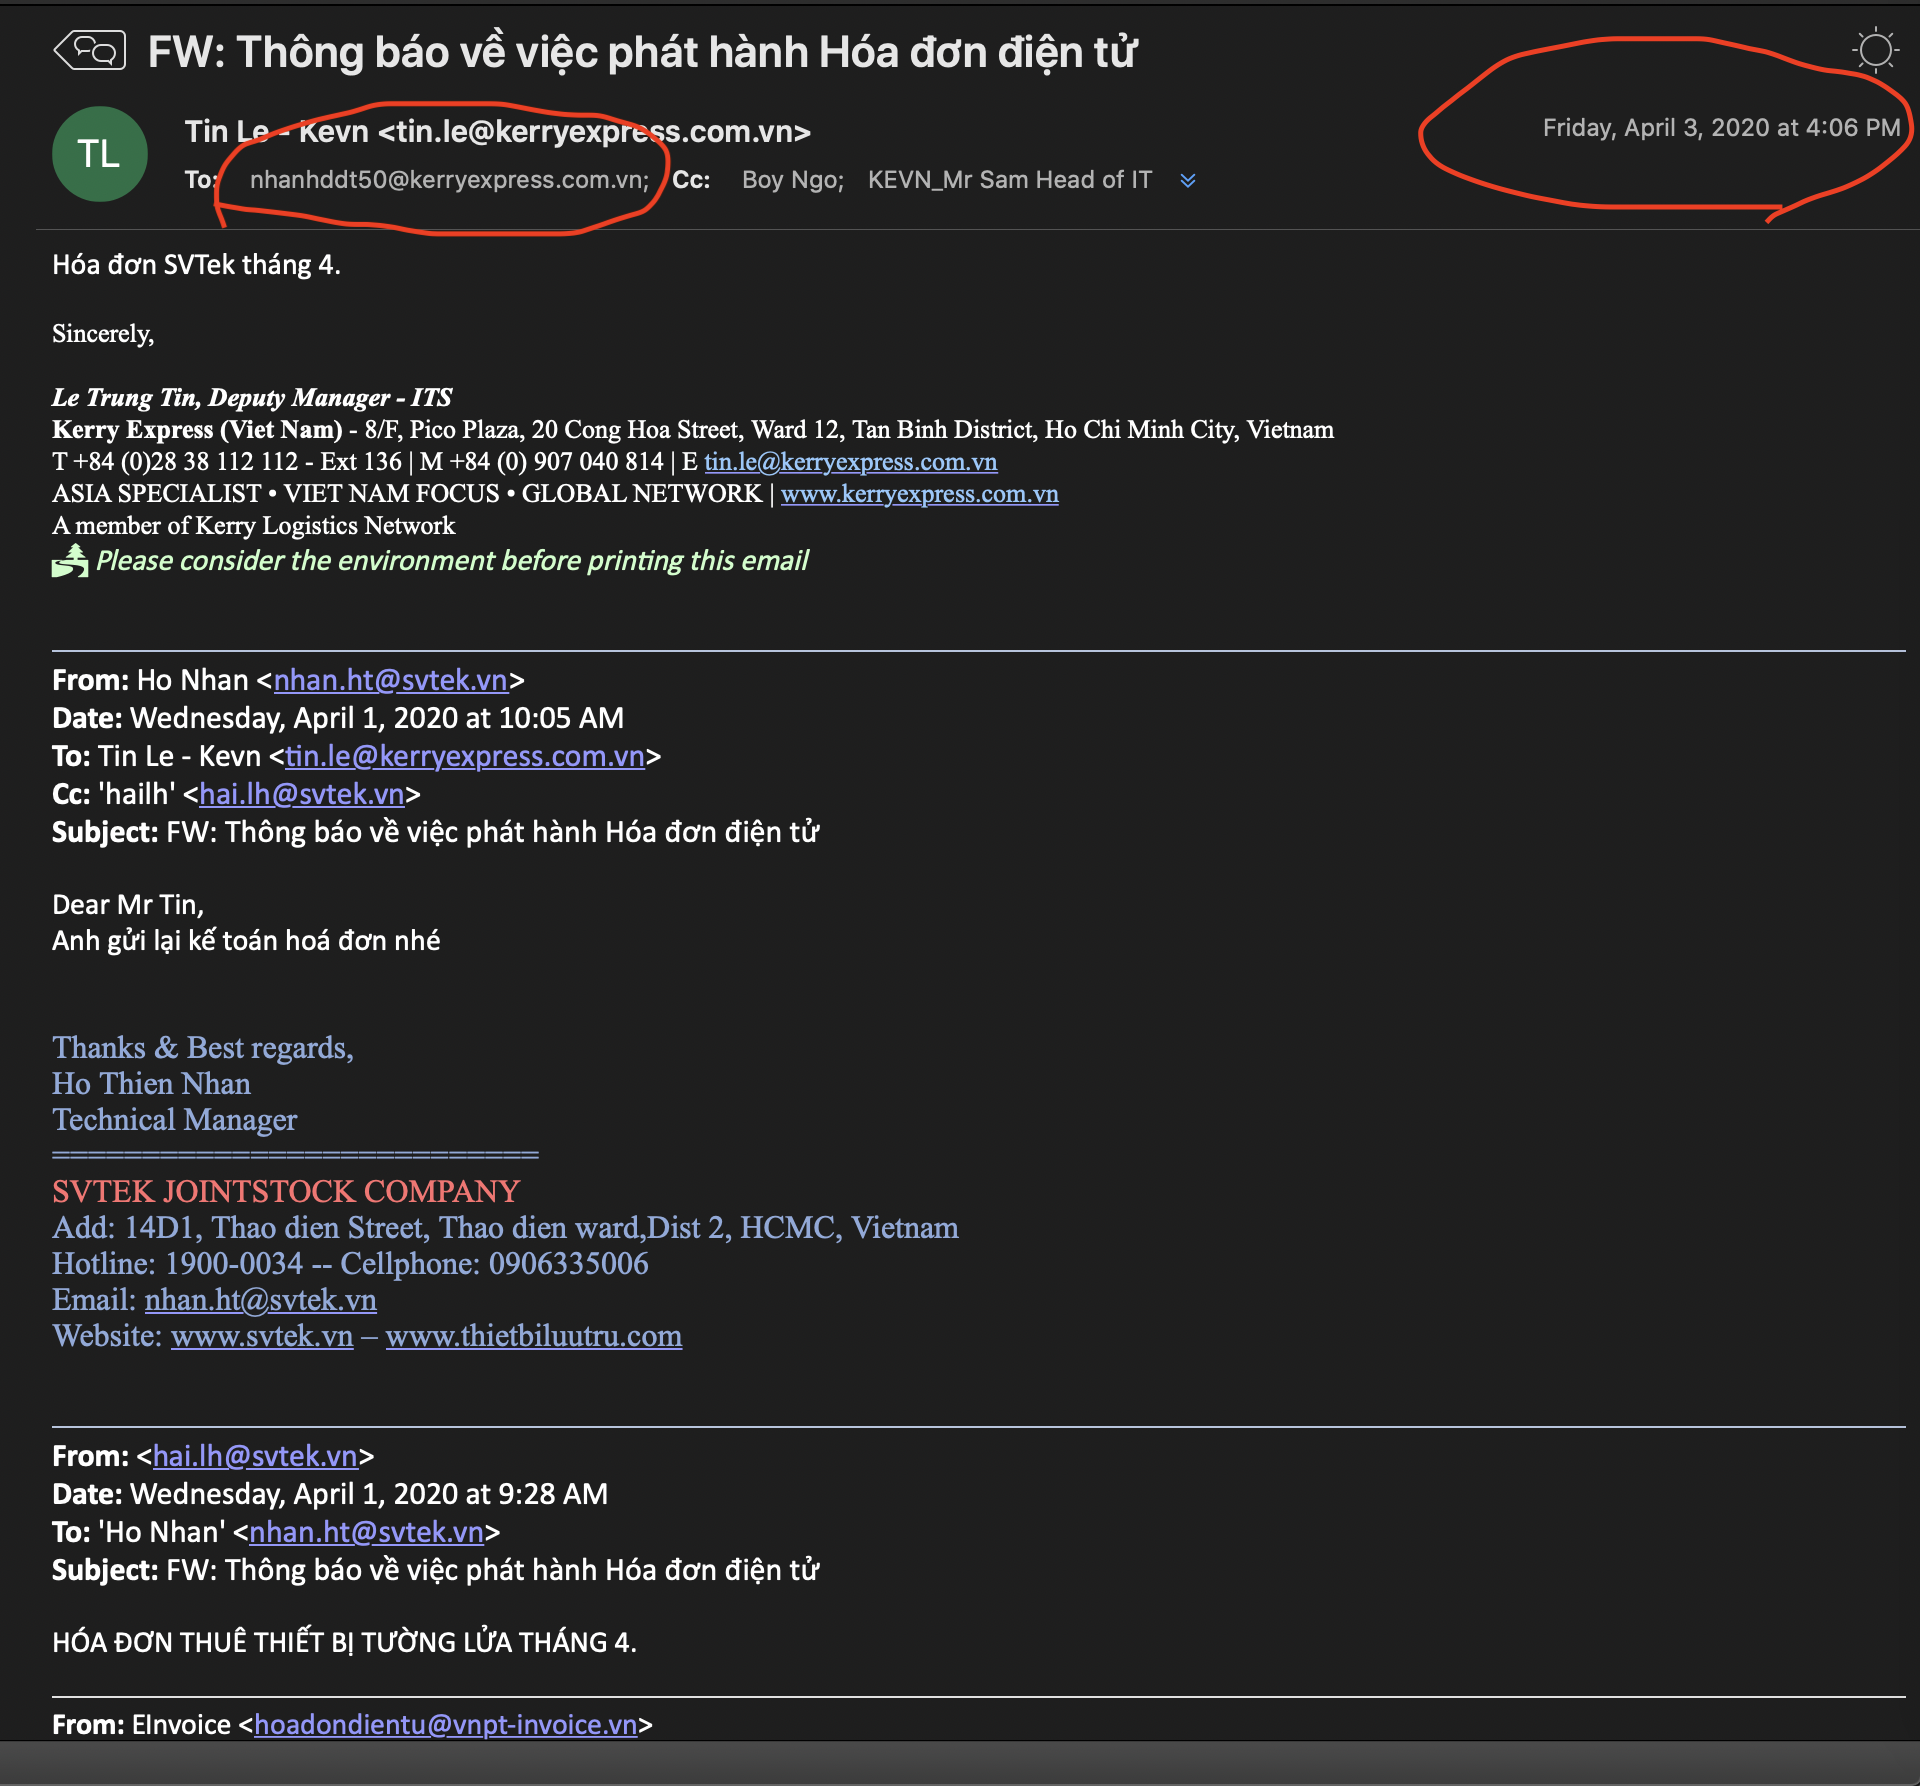 FW: Thông báo về việc phát hành Hóa đơn điện tử
TL
Tin Le - Kevn <tin.le@kerryexpress.com.vn>
Friday, April 3, 2020 at 4:06 PM
To: nhanhddt50@kerryexpress.com.vn; Cc: Boy Ngo; KEVN_Mr Sam Head of IT
Hóa đơn SVTek tháng 4.
Sincerely,
Le Trung Tin, Deputy Manager - ITS
Kerry Express (Viet Nam) - 8/F, Pico Plaza, 20 Cong Hoa Street, Ward 12, Tan Binh District, Ho Chi Minh City, Vietnam
T +84 (0)28 38 112 112 - Ext 136 | M +84 (0) 907 040 814 | E tin.le@kerryexpress.com.vn
ASIA SPECIALIST • VIET NAM FOCUS • GLOBAL NETWORK | www.kerryexpress.com.vn
A member of Kerry Logistics Network
Please consider the environment before printing this email
From: Ho Nhan <nhan.ht@svtek.vn>
Date: Wednesday, April 1, 2020 at 10:05 AM
To: Tin Le - Kevn <tin.le@kerryexpress.com.vn>
Cc: 'hailh' <hai.lh@svtek.vn>
Subject: FW: Thông báo về việc phát hành Hóa đơn điện tử
Dear Mr Tin,
Anh gửi lại kế toán hoá đơn nhé
Thanks & Best regards,
Ho Thien Nhan
Technical Manager
===========================
SVTEK JOINTSTOCK COMPANY
Add: 14D1, Thao dien Street, Thao dien ward,Dist 2, HCMC, Vietnam
Hotline: 1900-0034 -- Cellphone: 0906335006
Email: nhan.ht@svtek.vn
Website: www.svtek.vn – www.thietbiluutru.com
From: <hai.lh@svtek.vn>
Date: Wednesday, April 1, 2020 at 9:28 AM
To: 'Ho Nhan' <nhan.ht@svtek.vn>
Subject: FW: Thông báo về việc phát hành Hóa đơn điện tử
HÓA ĐƠN THUÊ THIẾT BỊ TƯỜNG LỬA THÁNG 4.
From: EInvoice <hoadondientu@vnpt-invoice.vn>